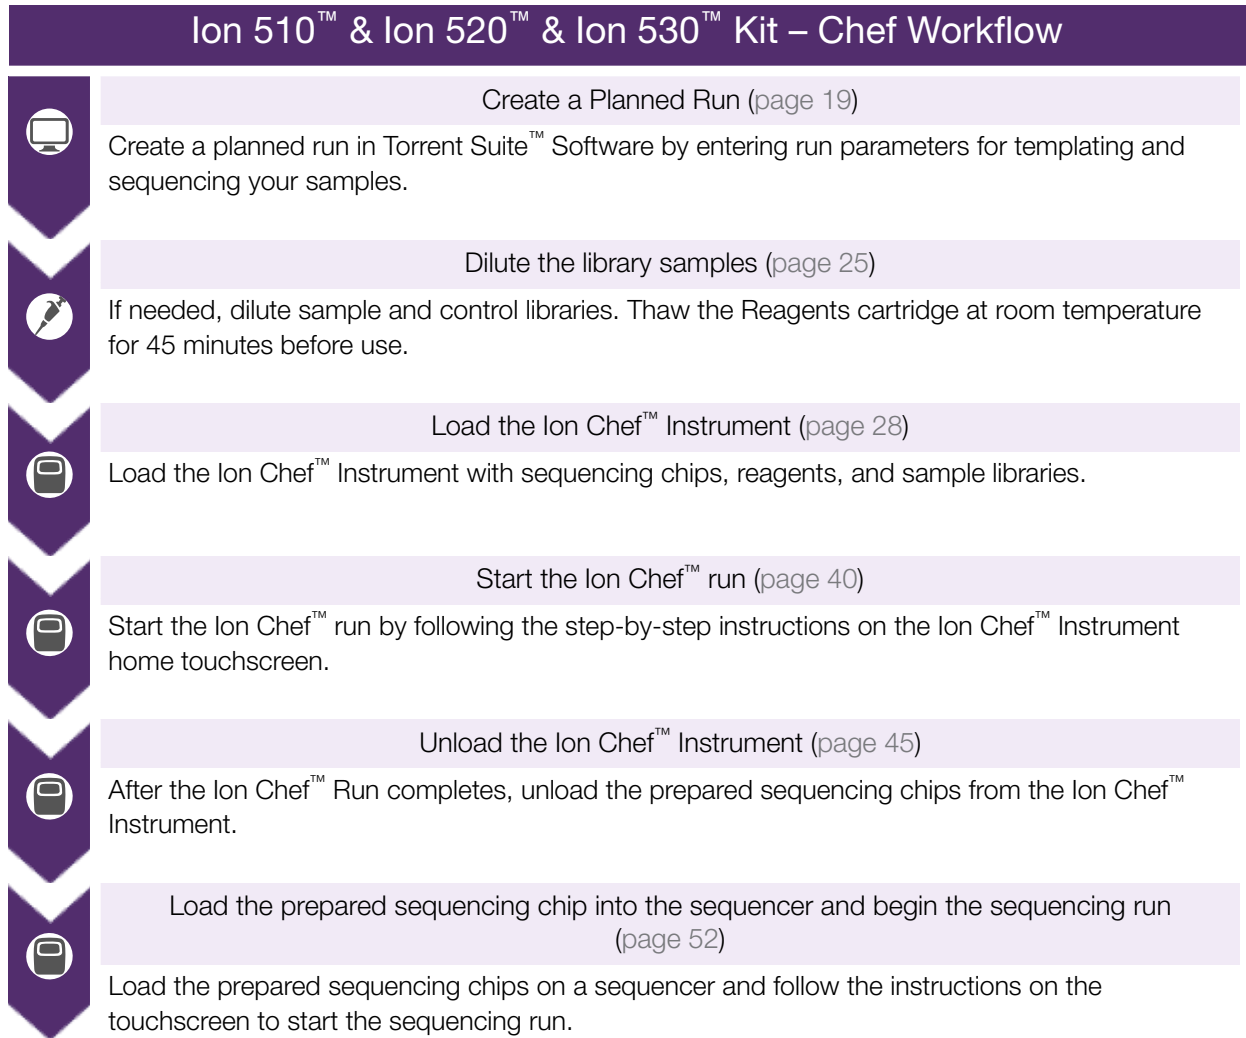 Ion 510™ & Ion 520™ & Ion 530™ Kit – Chef Workflow
Create a Planned Run (page 19)
Create a planned run in Torrent Suite™ Software by entering run parameters for templating and
sequencing your samples.
Dilute the library samples (page 25)
If needed, dilute sample and control libraries. Thaw the Reagents cartridge at room temperature
for 45 minutes before use.
Load the Ion Chef™ Instrument (page 28)
Load the Ion Chef™ Instrument with sequencing chips, reagents, and sample libraries.
Start the Ion Chef™ run (page 40)
Start the Ion Chef™ run by following the step-by-step instructions on the Ion Chef™ Instrument
home touchscreen.
Unload the Ion Chef™ Instrument (page 45)
After the Ion Chef™ Run completes, unload the prepared sequencing chips from the Ion Chef™
Instrument.
Load the prepared sequencing chip into the sequencer and begin the sequencing run
(page 52)
Load the prepared sequencing chips on a sequencer and follow the instructions on the
touchscreen to start the sequencing run.